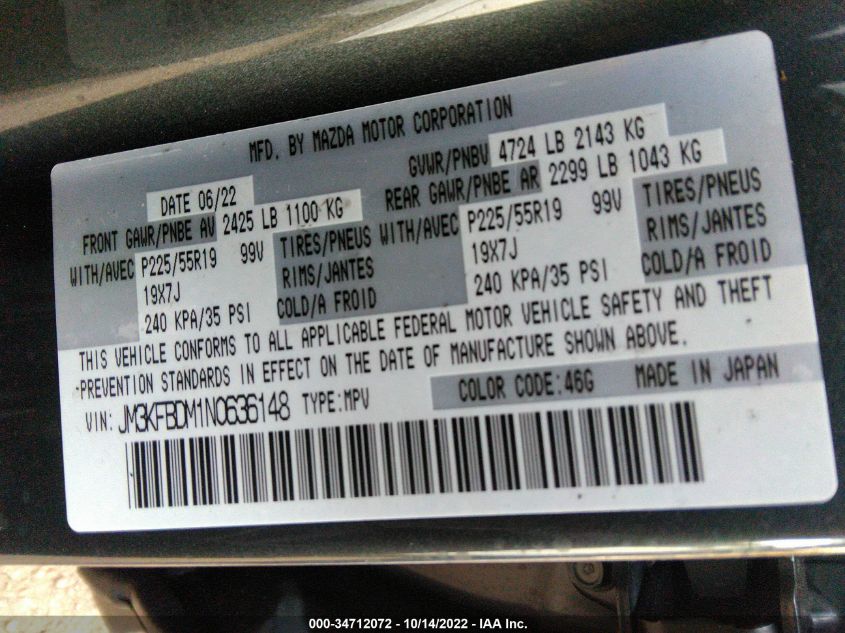 MFD. BY MAZDA MOTOR CORPORATION
DATE 06/22
GVWR/PNBV 4724 LB 2143 KG
FRONT GAWR/PNBE AV 2425 LB 1100 KG
REAR GAWR/PNBE AR 2299 LB 1043 KG
WITH/AVEC P225/55R19 99V TIRES/PNEUS
19X7J RIMS/JANTES
240 KPA/35 PSI COLD/A FROID
WITH/AVEC P225/55R19 99V TIRES/PNEUS
19X7J RIMS/JANTES
240 KPA/35 PSI COLD/A FROID
THIS VEHICLE CONFORMS TO ALL APPLICABLE FEDERAL MOTOR VEHICLE SAFETY AND THEFT
-PREVENTION STANDARDS IN EFFECT ON THE DATE OF MANUFACTURE SHOWN ABOVE.
COLOR CODE:46G MADE IN JAPAN
VIN: JM3KFBDM1N0636148 TYPE:MPV
000-34712072 - 10/14/2022 - IAA Inc.